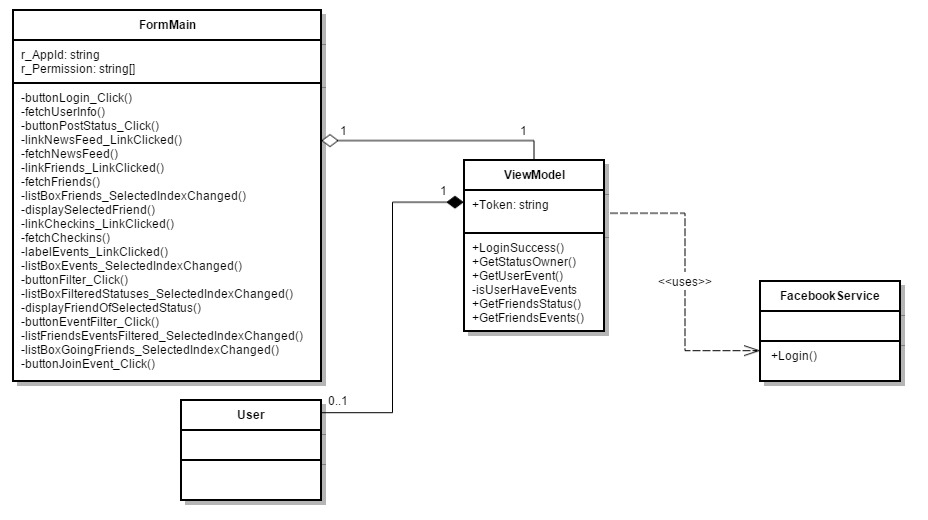 FormMain
r_AppId: string
r_Permission: string[]
-buttonLogin_Click()
-fetchUserInfo()
-buttonPostStatus_Click()
-linkNewsFeed_LinkClicked()
-fetchNewsFeed()
-linkFriends_LinkClicked()
-fetchFriends()
-listBoxFriends_SelectedIndexChanged()
-displaySelectedFriend()
-linkCheckins_LinkClicked()
-fetchCheckins()
-labelEvents_LinkClicked()
-listBoxEvents_SelectedIndexChanged()
-buttonFilter_Click()
-listBoxFilteredStatuses_SelectedIndexChanged()
-displayFriendOfSelectedStatus()
-buttonEventFilter_Click()
-listFriendsEventsFiltered_SelectedIndexChanged()
-listBoxGoingFriends_SelectedIndexChanged()
-buttonJoinEvent_Click()
1
1
ViewModel
+Token: string
+LoginSuccess()
+GetStatusOwner()
+GetUserEvent()
-isUserHaveEvents
+GetFriendsStatus()
+GetFriendsEvents()
1
0..1
<<uses>>
FacebookService
+Login()
User